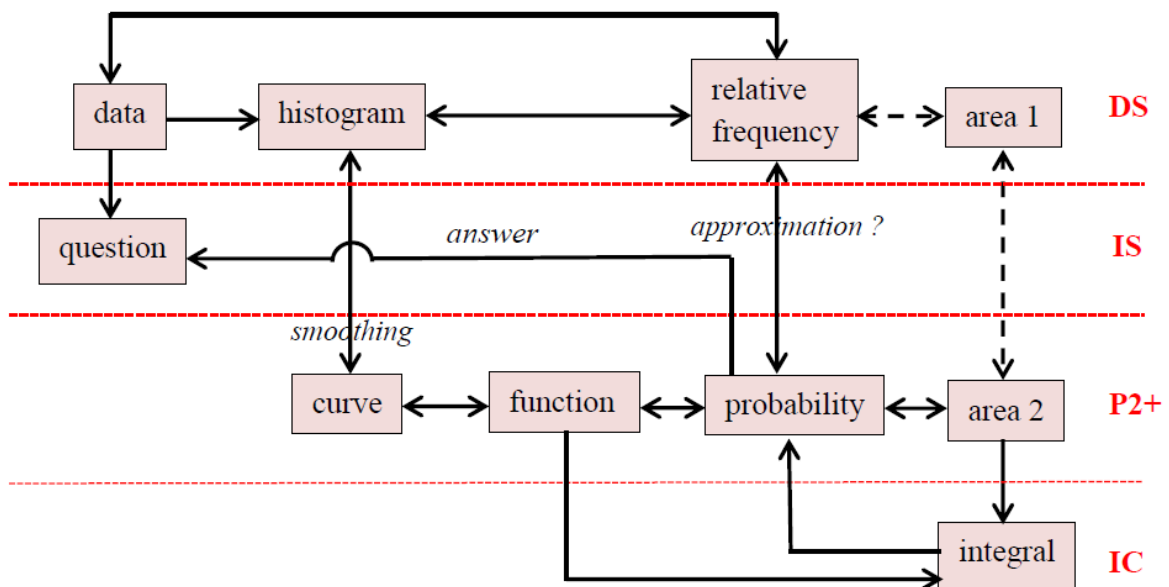 data
histogram
relative
frequency
area 1
DS
question
answer
approximation ?
IS
smoothing
curve
function
probability
area 2
P2+
integral
IC